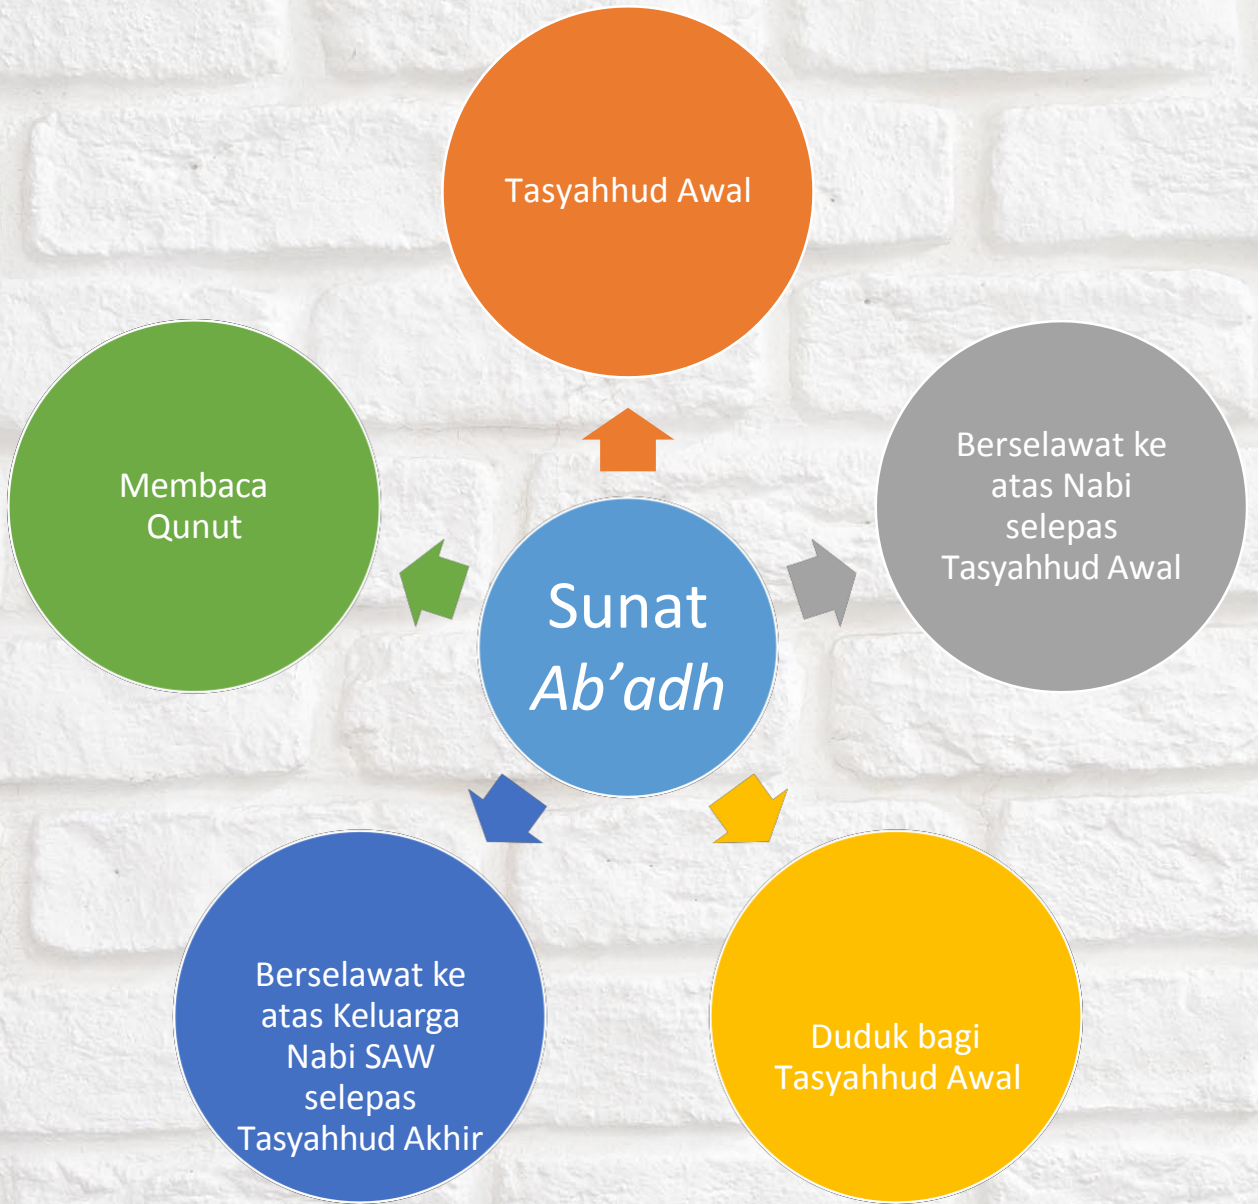 Tasyahhud Awal
Berselawat ke
atas Nabi
selepas
Tasyahhud Awal
Membaca
Qunut
Sunat
Ab’adh
Berselawat ke
atas Keluarga
Nabi SAW
selepas
Tasyahhud Akhir
Duduk bagi
Tasyahhud Awal